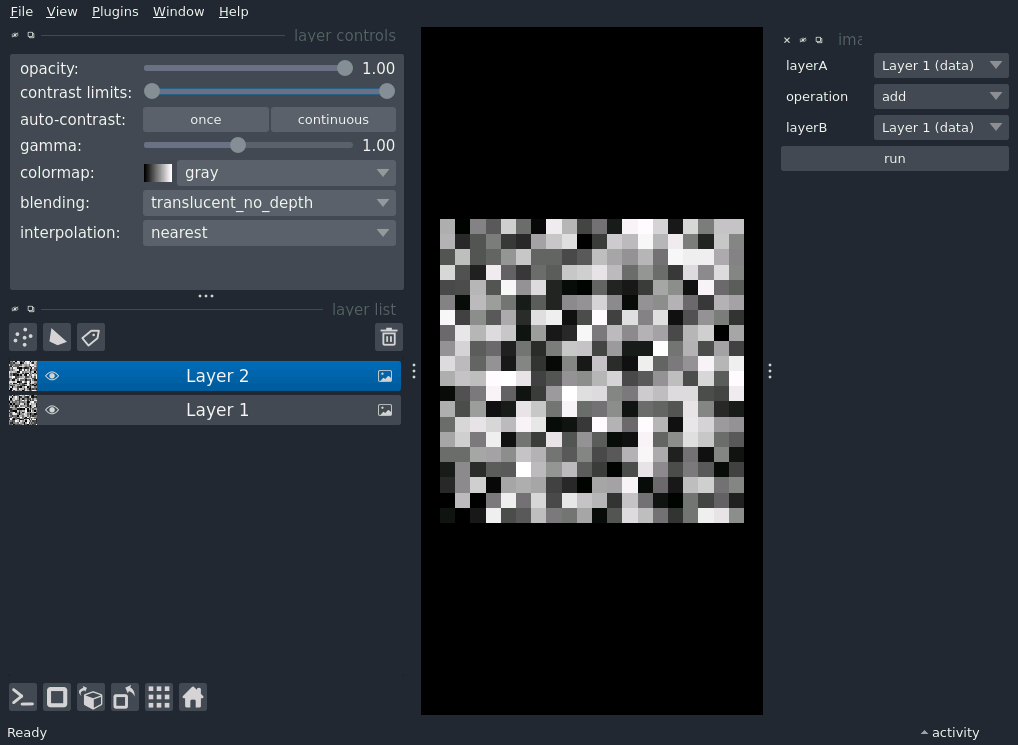 File View Plugins Window Help
layer controls
opacity: 1.00
contrast limits:
auto-contrast: once continuous
gamma: 1.00
colormap: gray
blending: translucent_no_depth
interpolation: nearest
layer list
Layer 2
Layer 1
layerA Layer 1 (data)
operation add
layerB Layer 1 (data)
run
Ready
activity